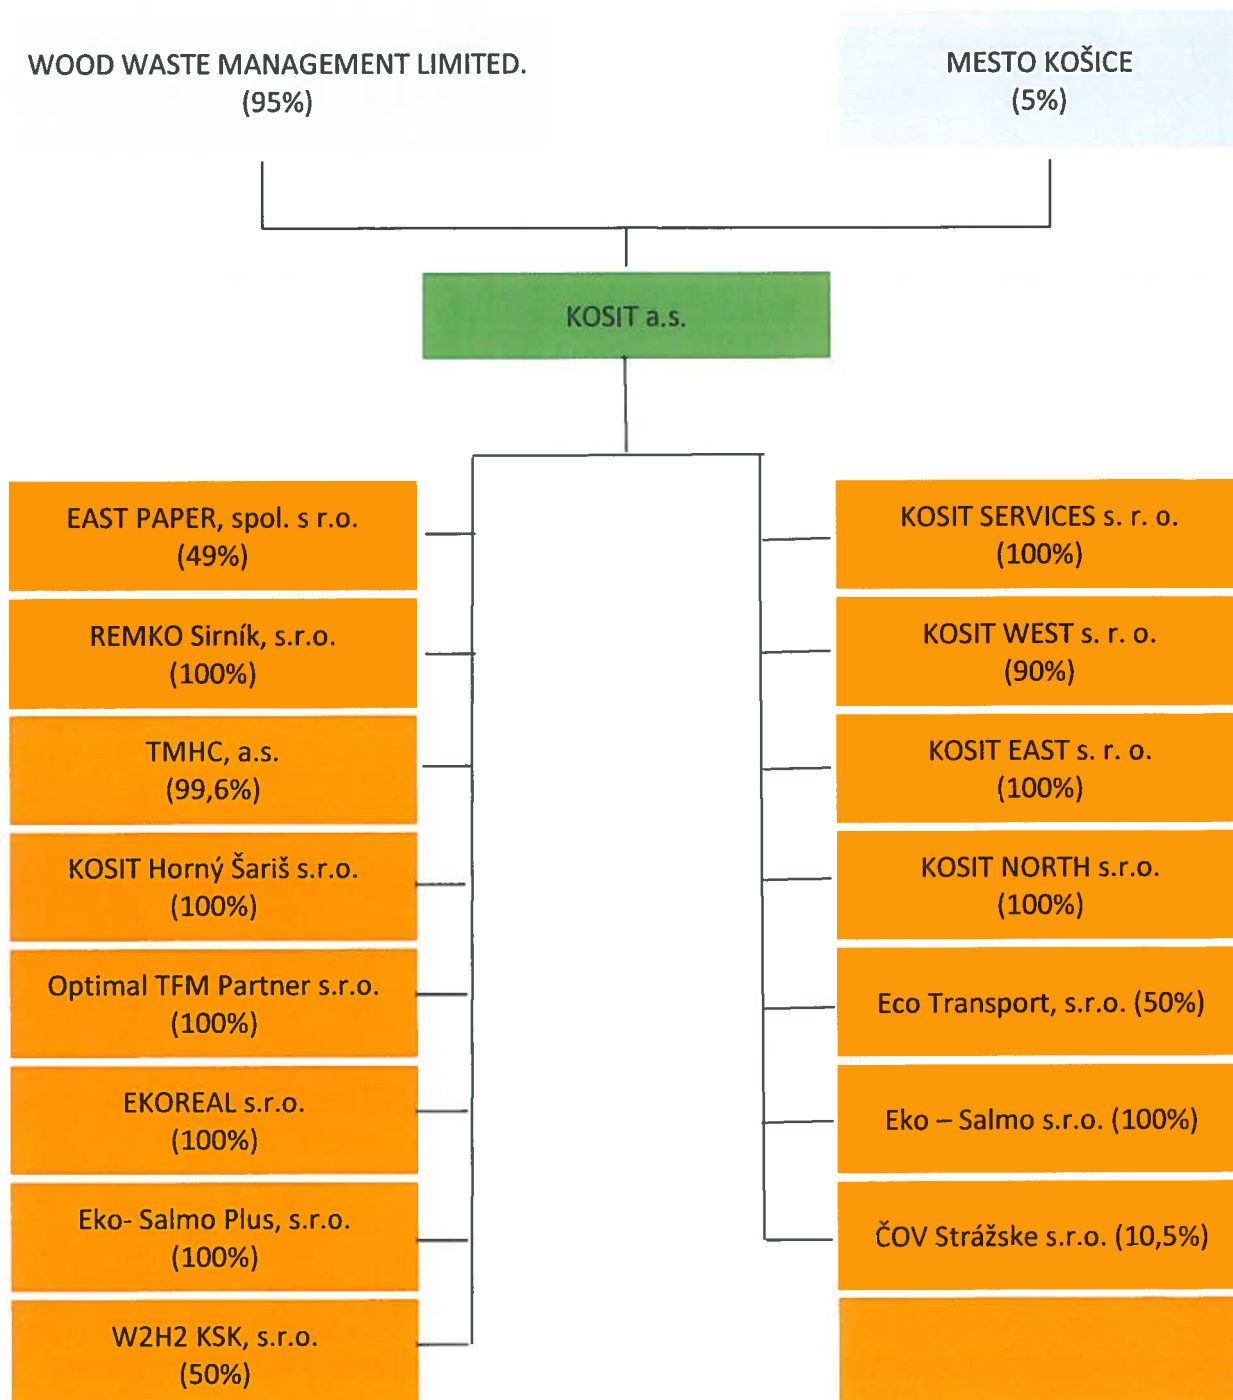 WOOD WASTE MANAGEMENT LIMITED.
(95%)
MESTO KOŠICE
(5%)
KOSIT a.s.
EAST PAPER, spol. s r.o.
(49%)
REMKO Sirník, s.r.o.
(100%)
TMHC, a.s.
(99,6%)
KOSIT Horný Šariš s.r.o.
(100%)
Optimal TFM Partner s.r.o.
(100%)
EKOREAL s.r.o.
(100%)
Eko- Salmo Plus, s.r.o.
(100%)
W2H2 KSK, s.r.o.
(50%)
KOSIT SERVICES s. r. o.
(100%)
KOSIT WEST s. r. o.
(90%)
KOSIT EAST s. r. o.
(100%)
KOSIT NORTH s.r.o.
(100%)
Eco Transport, s.r.o. (50%)
Eko – Salmo s.r.o. (100%)
ČOV Strážske s.r.o. (10,5%)